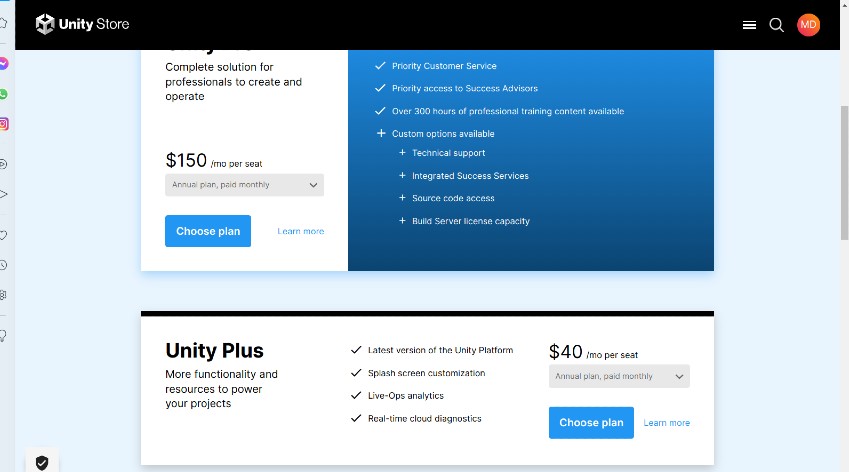 Unity Store
MD
Complete solution for
professionals to create and
operate
$150 /mo per seat
Annual plan, paid monthly
Choose plan
Learn more
Priority Customer Service
Priority access to Success Advisors
Over 300 hours of professional training content available
Custom options available
Technical support
Integrated Success Services
Source code access
Build Server license capacity
Unity Plus
More functionality and
resources to power
your projects
Latest version of the Unity Platform
Splash screen customization
Live-Ops analytics
Real-time cloud diagnostics
$40 /mo per seat
Annual plan, paid monthly
Choose plan
Learn more